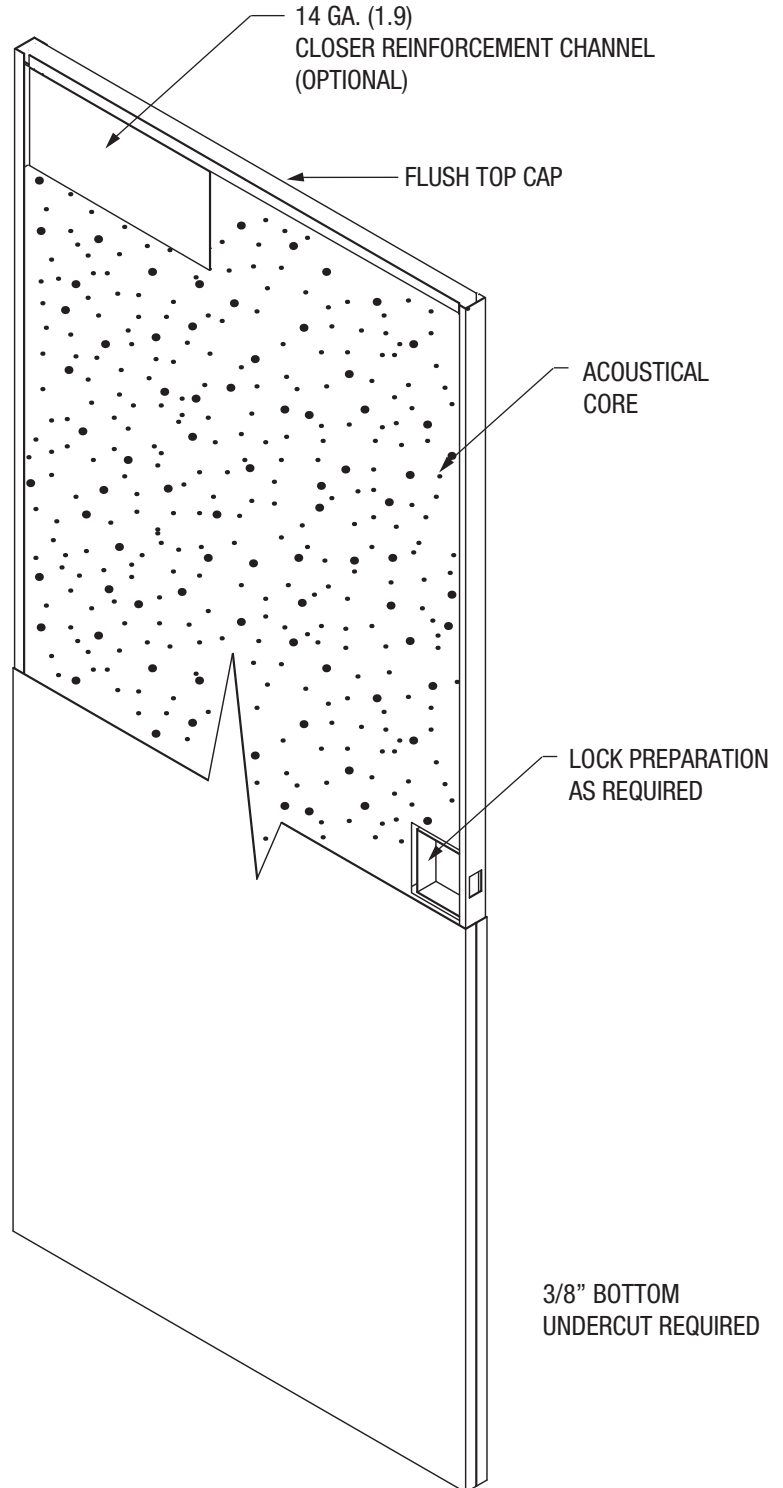 14 GA. (1.9)
CLOSER REINFORCEMENT CHANNEL
(OPTIONAL)
FLUSH TOP CAP
ACOUSTICAL
CORE
LOCK PREPARATION
AS REQUIRED
3/8” BOTTOM
UNDERCUT REQUIRED